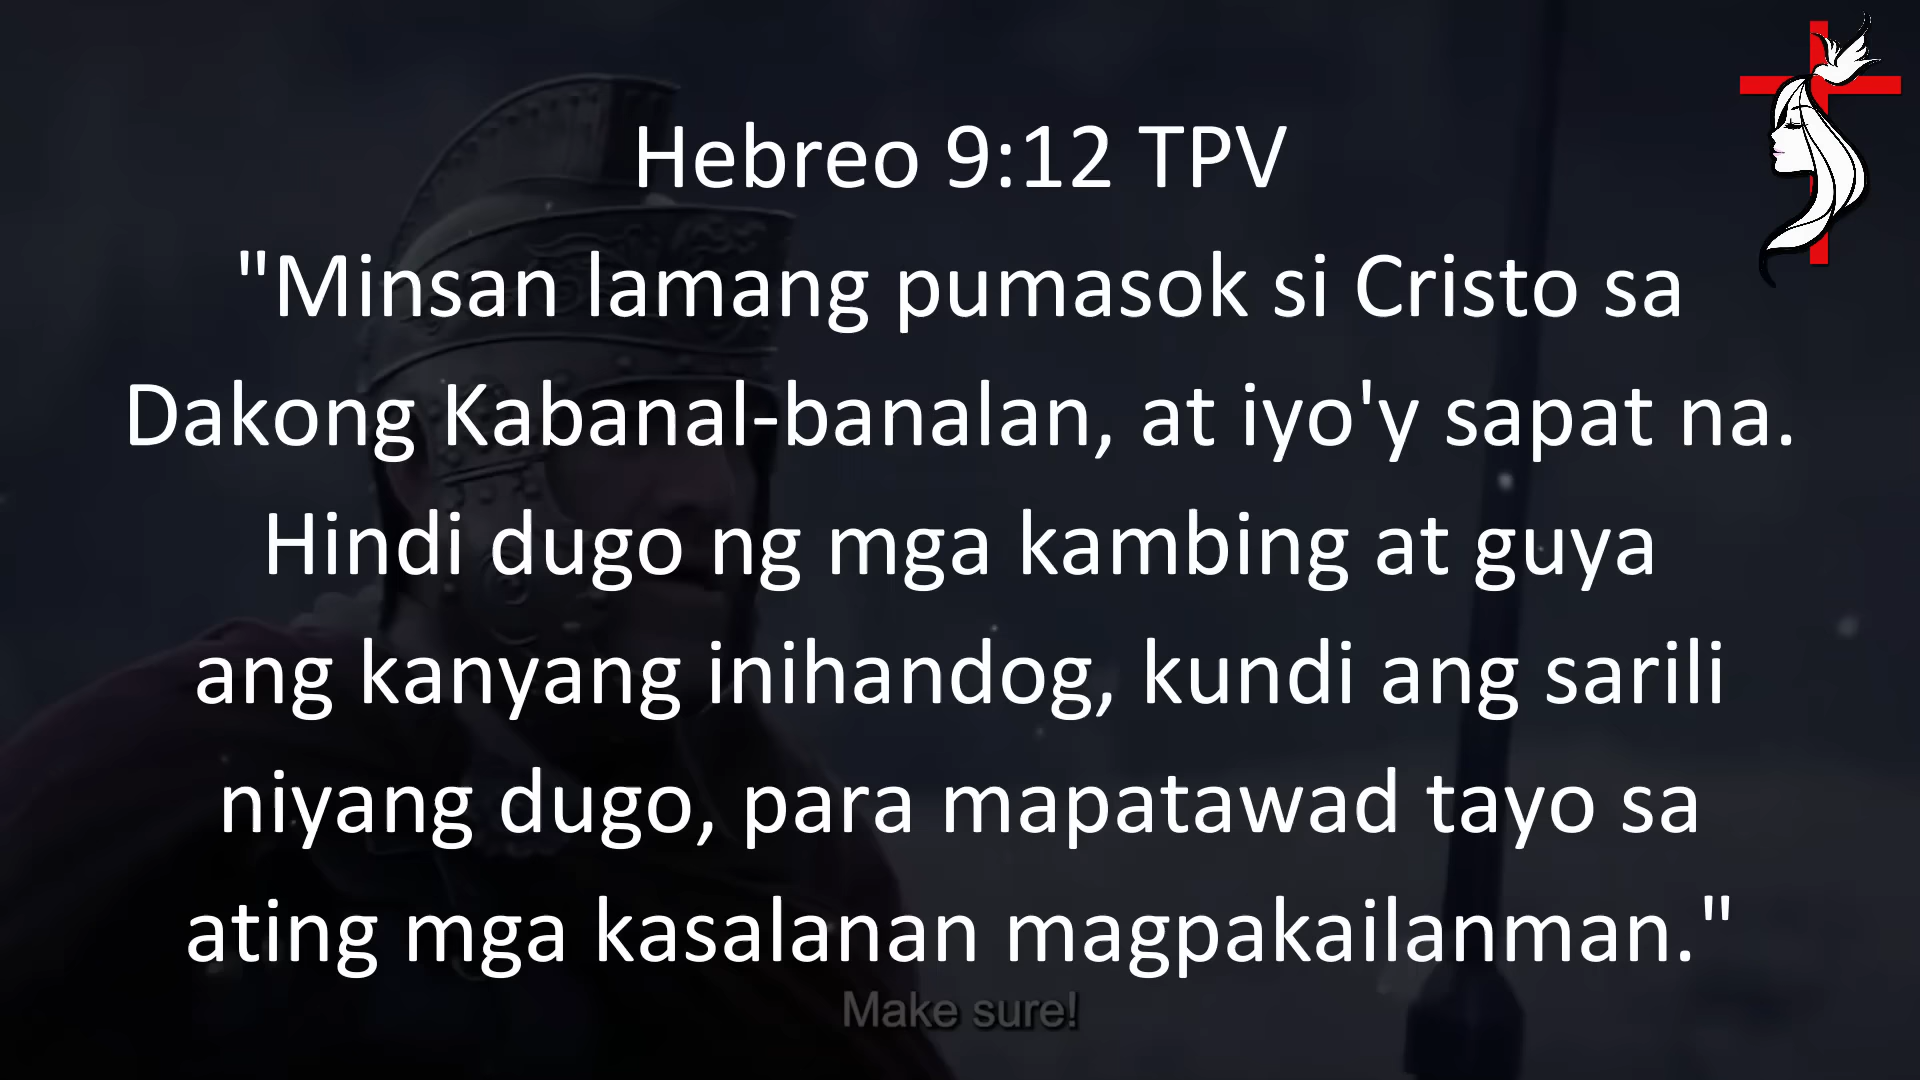 Hebreo 9:12 TPV
"Minsan lamang pumasok si Cristo sa
Dakong Kabanal-banalan, at iyo'y sapat na.
Hindi dugo ng mga kambing at guya
ang kanyang inihandog, kundi ang sarili
niyang dugo, para mapatawad tayo sa
ating mga kasalanan magpakailanman."
Make sure!